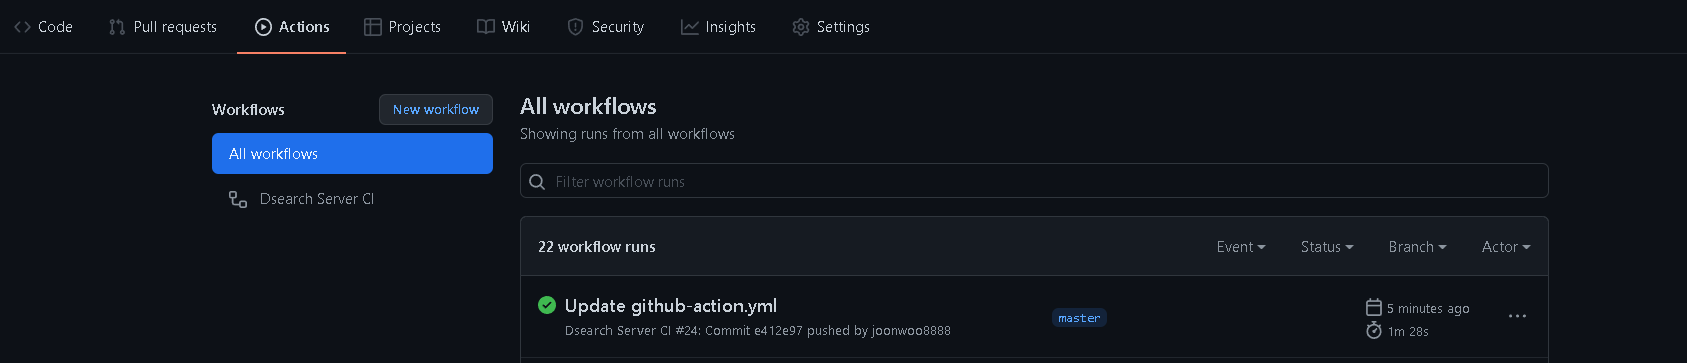 Code Pull requests Actions Projects Wiki Security Insights Settings
Workflows New workflow
All workflows
Dsearch Server CI
All workflows
Showing runs from all workflows
Filter workflow runs
22 workflow runs Event Status Branch Actor
Update github-action.yml master 5 minutes ago
Dsearch Server CI #24: Commit e412e97 pushed by joonwoo8888 1m 28s